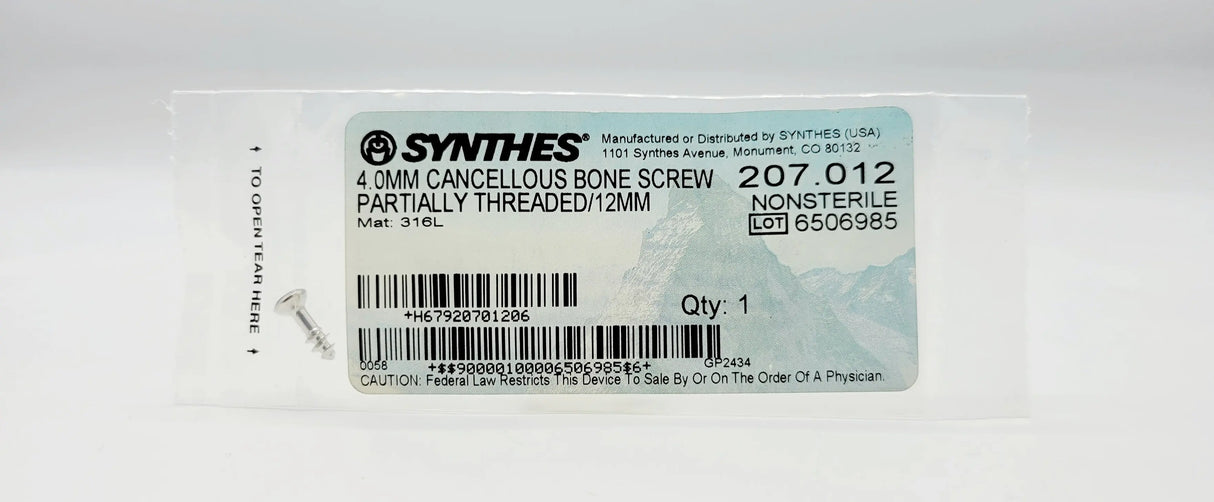 ↑ TO OPEN TEAR HERE ↑
SYNTHES®
Manufactured or Distributed by SYNTHES (USA)
1101 Synthes Avenue, Monument, CO 80132
4.0MM CANCELLOUS BONE SCREW
PARTIALLY THREADED/12MM
Mat: 316L
207.012
NONSTERILE
LOT 6506985
+H67920701206
Qty: 1
0058
+$$90000100006506985$6+
GP2434
CAUTION: Federal Law Restricts This Device To Sale By Or On The Order Of A Physician.